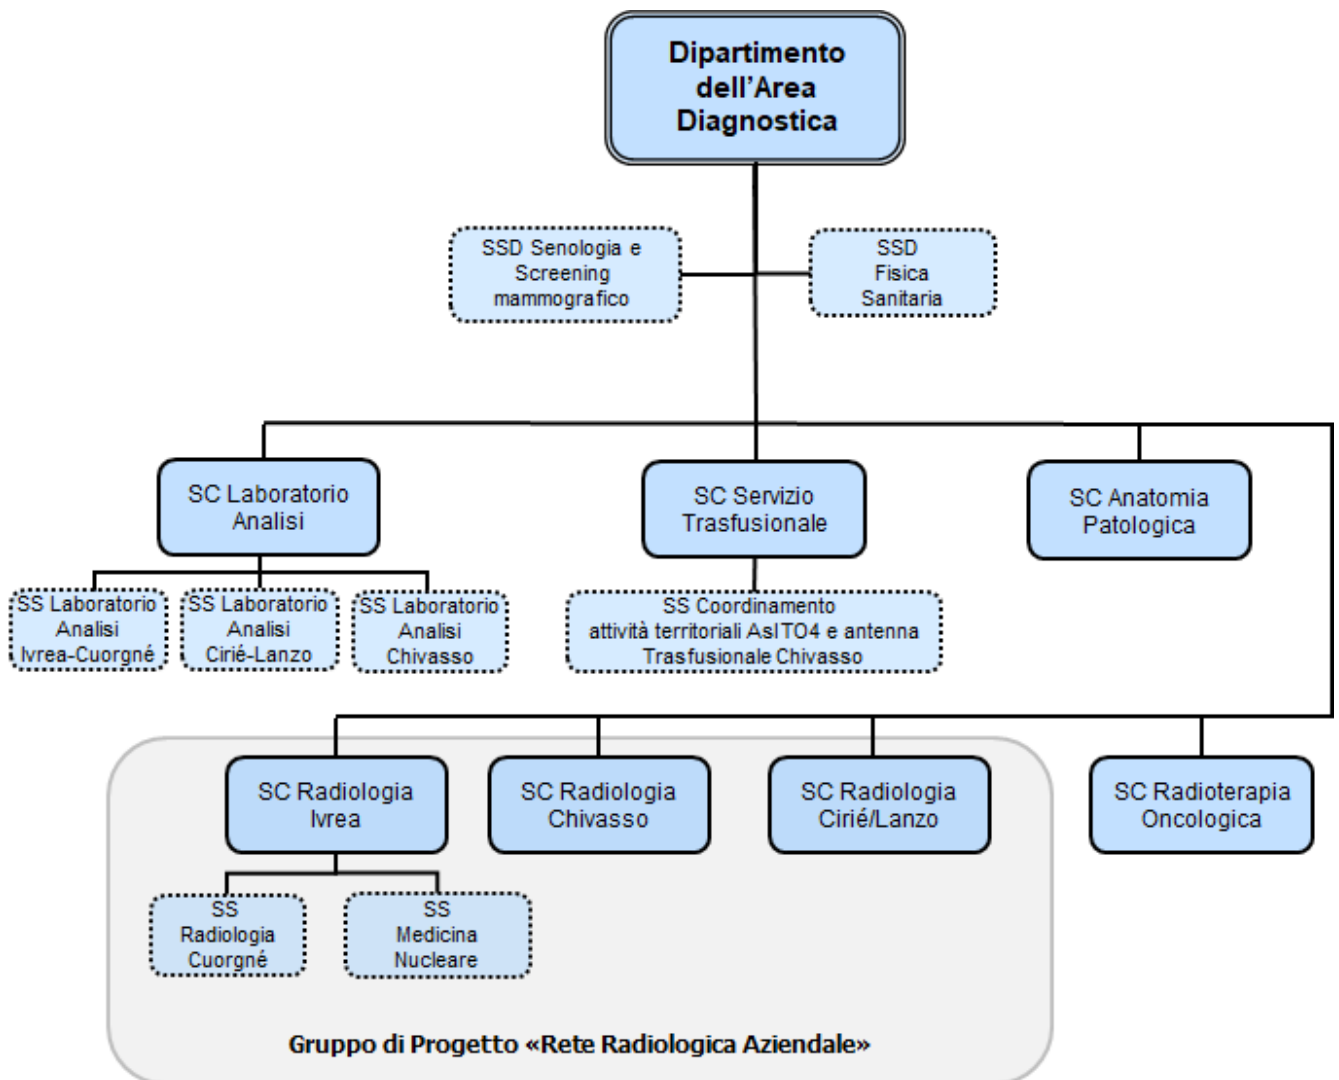 Dipartimento
dell’Area
Diagnostica
SSD Senologia e
Screening
mammografico
SSD
Fisica
Sanitaria
SC Laboratorio
Analisi
SC Servizio
Trasfusionale
SC Anatomia
Patologica
SS Laboratorio
Analisi
Ivrea-Cuorgné
SS Laboratorio
Analisi
Cirié-Lanzo
SS Laboratorio
Analisi
Chivasso
SS Coordinamento
attività territoriali AslTO4 e antenna
Trasfusionale Chivasso
SC Radiologia
Ivrea
SC Radiologia
Chivasso
SC Radiologia
Cirié/Lanzo
SC Radioterapia
Oncologica
SS
Radiologia
Cuorgné
SS
Medicina
Nucleare
Gruppo di Progetto «Rete Radiologica Aziendale»